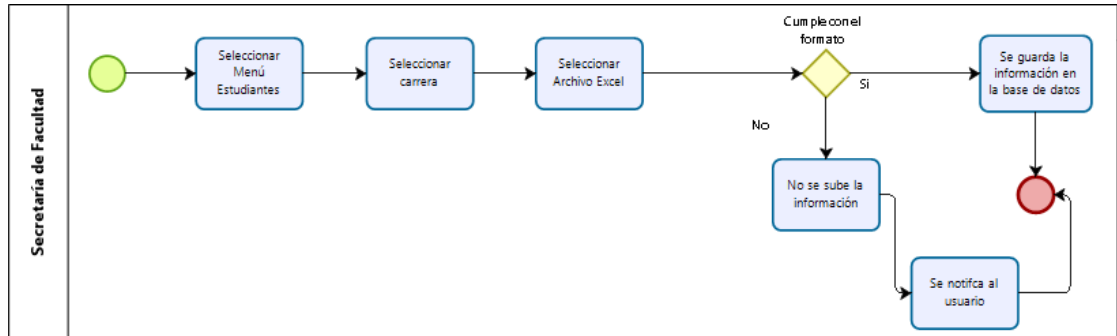 Secretaría de Facultad
Seleccionar
Menú
Estudiantes
Seleccionar
carrera
Seleccionar
Archivo Excel
Cumple con el
formato
Si
Se guarda la
información en
la base de datos
No
No se sube la
información
Se notifca al
usuario